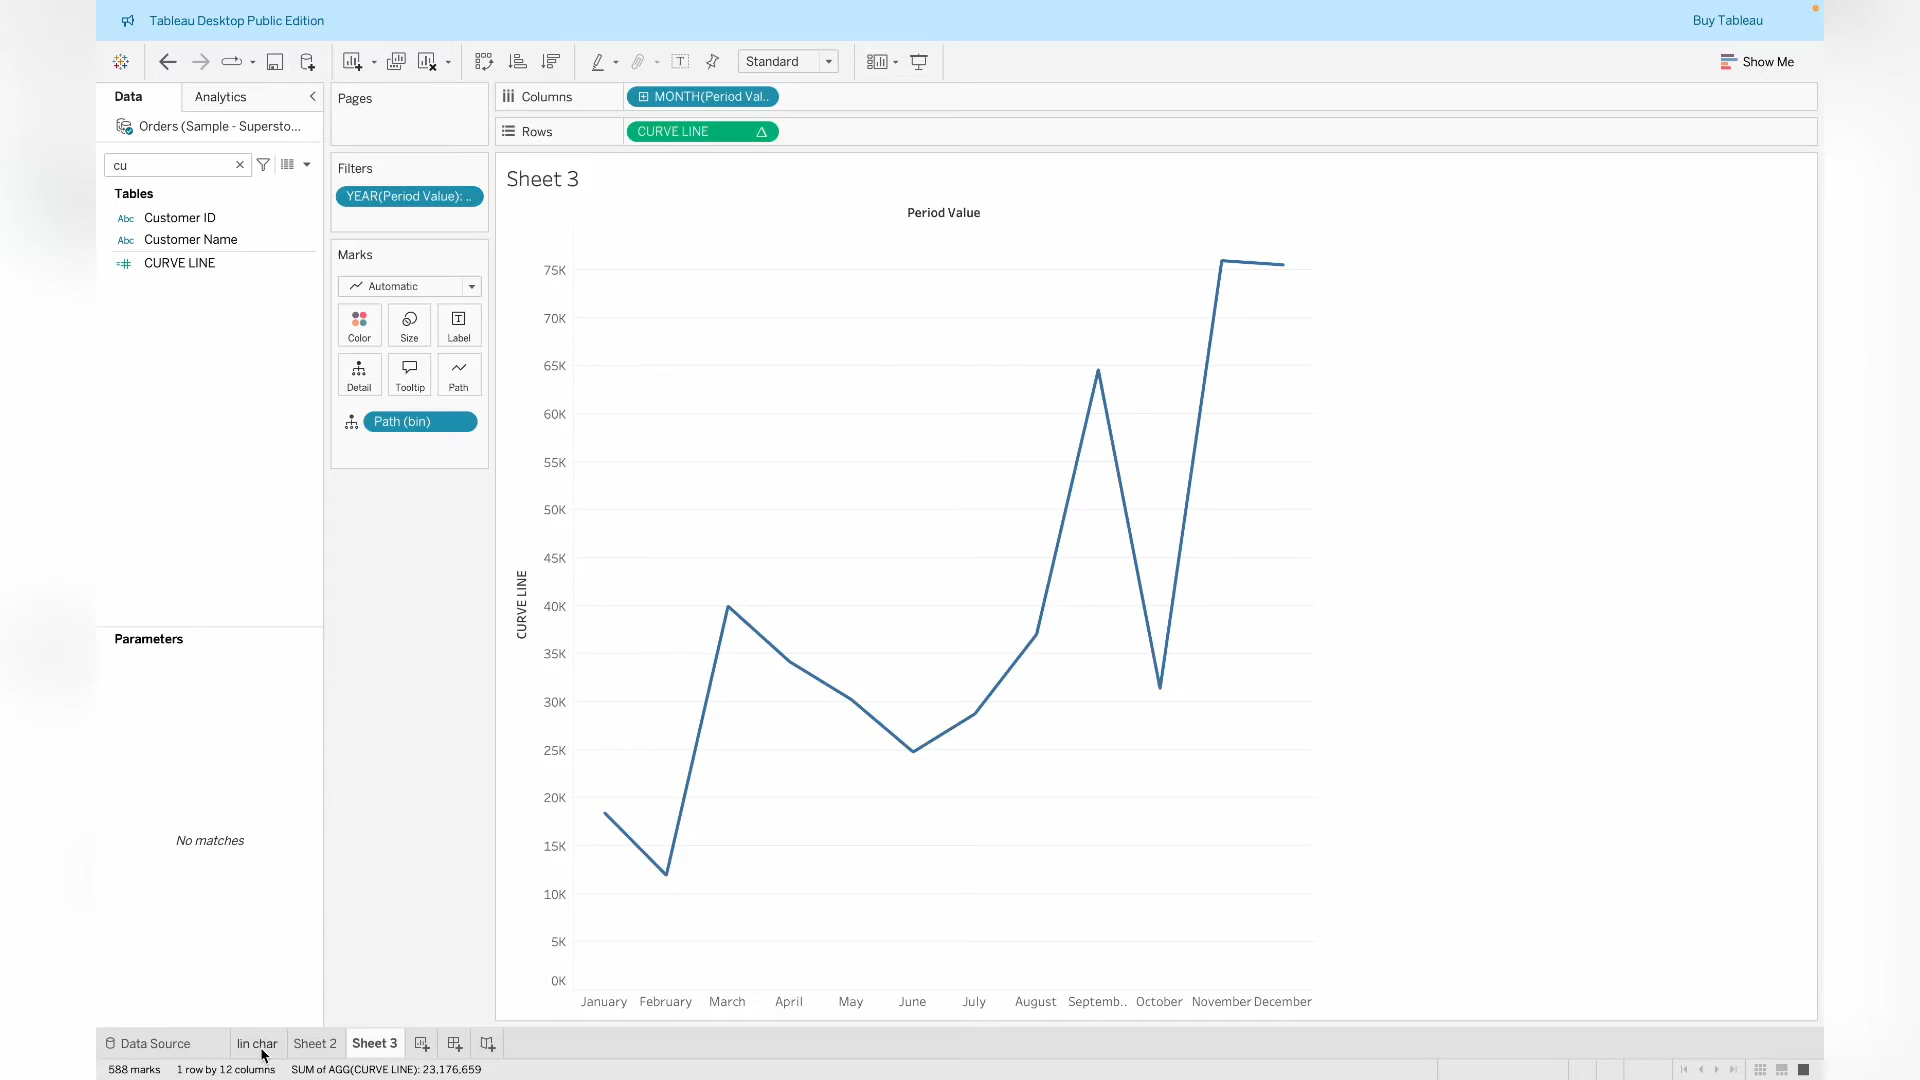 Tableau Desktop Public Edition
Buy Tableau
Standard
Show Me
Data
Analytics
Orders (Sample - Supersto...
cu
Tables
Abc Customer ID
Abc Customer Name
CURVE LINE
Parameters
No matches
Pages
Filters
YEAR(Period Value): ..
Marks
Automatic
Color
Size
Label
Detail
Tooltip
Path
Path (bin)
Columns
MONTH(Period Val..
Rows
CURVE LINE
Sheet 3
Period Value
75K
70K
65K
60K
55K
50K
45K
40K
35K
30K
25K
20K
15K
10K
5K
0K
CURVE LINE
January February March April May June July August Septemb.. October November December
Data Source
lin char
Sheet 2
Sheet 3
588 marks
1 row by 12 columns
SUM of AGG(CURVE LINE): 23,176,659